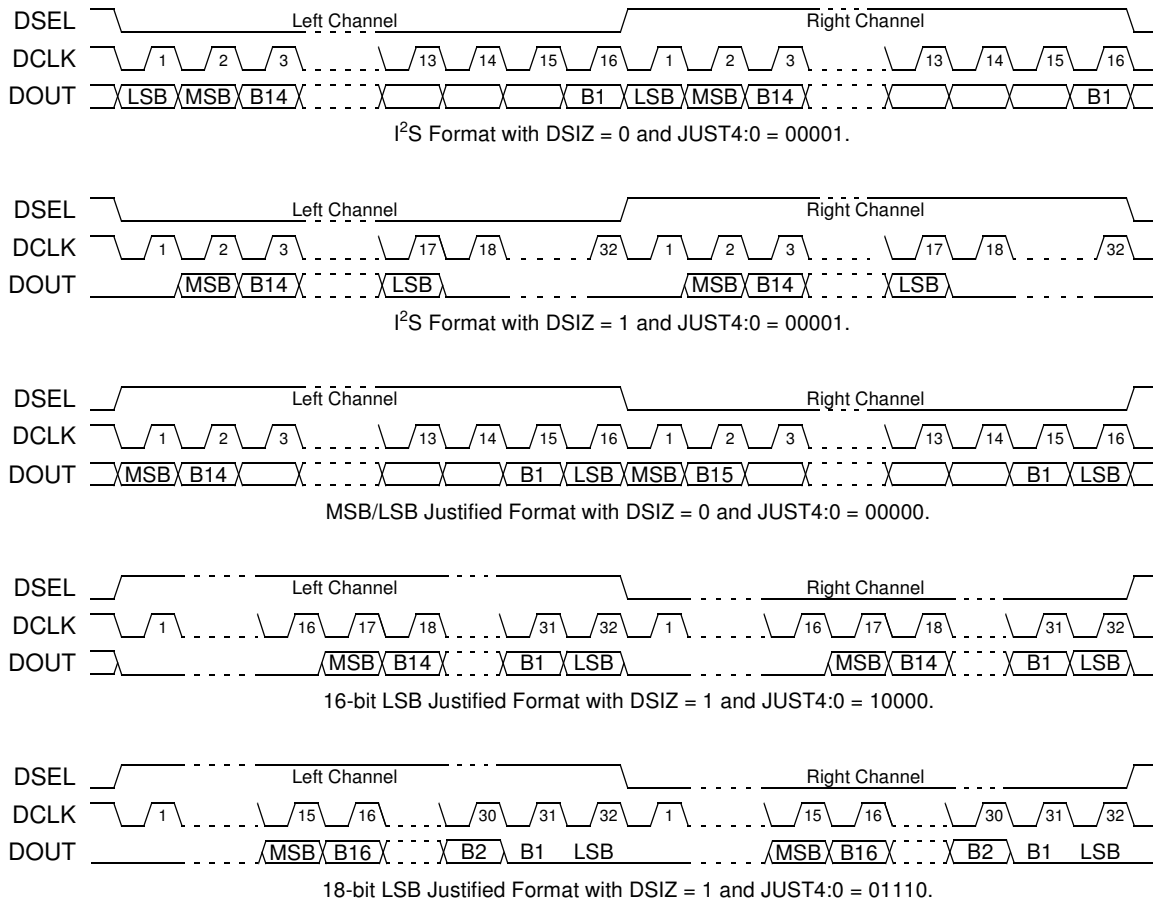 DSEL Left Channel Right Channel
DCLK 1 2 3 13 14 15 16 1 2 3 13 14 15 16
DOUT LSB MSB B14 B1 LSB MSB B14 B1
I²S Format with DSIZ = 0 and JUST4:0 = 00001.
DSEL Left Channel Right Channel
DCLK 1 2 3 17 18 32 1 2 3 17 18 32
DOUT MSB B14 LSB MSB B14 LSB
I²S Format with DSIZ = 1 and JUST4:0 = 00001.
DSEL Left Channel Right Channel
DCLK 1 2 3 13 14 15 16 1 2 3 13 14 15 16
DOUT MSB B14 B1 LSB MSB B15 B1 LSB
MSB/LSB Justified Format with DSIZ = 0 and JUST4:0 = 00000.
DSEL Left Channel Right Channel
DCLK 1 16 17 18 31 32 1 16 17 18 31 32
DOUT MSB B14 B1 LSB MSB B14 B1 LSB
16-bit LSB Justified Format with DSIZ = 1 and JUST4:0 = 10000.
DSEL Left Channel Right Channel
DCLK 1 15 16 30 31 32 1 15 16 30 31 32
DOUT MSB B16 B2 B1 LSB MSB B16 B2 B1 LSB
18-bit LSB Justified Format with DSIZ = 1 and JUST4:0 = 01110.